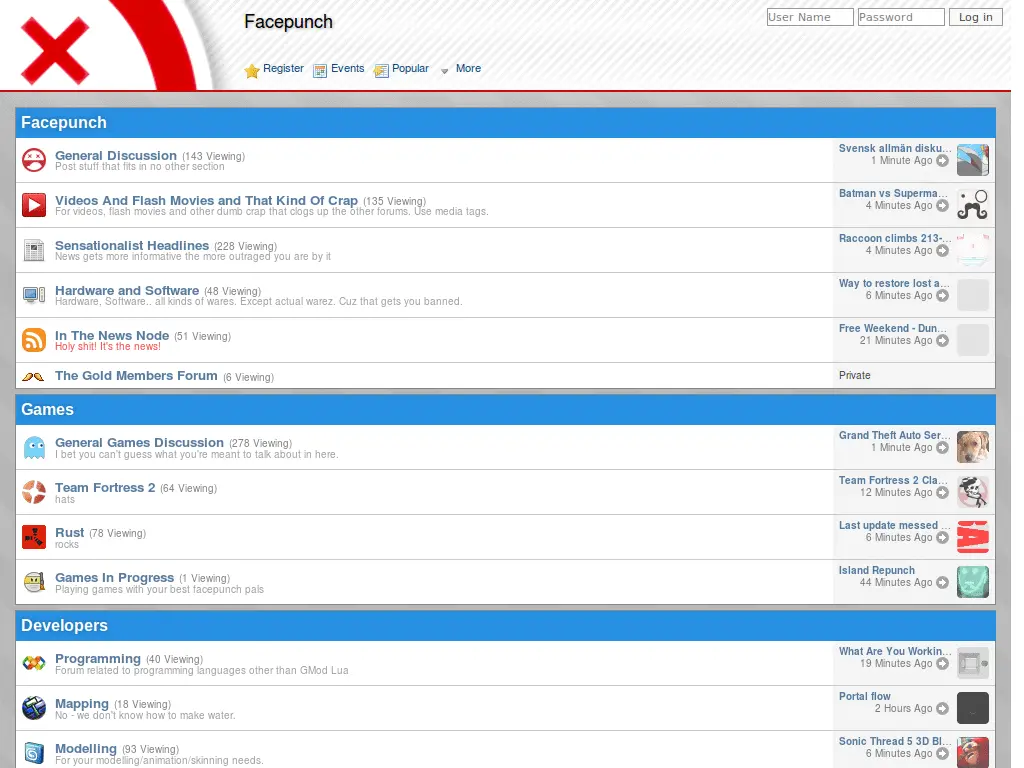 Facepunch
User Name
Password
Log in
Register
Events
Popular
More
Facepunch
General Discussion (143 Viewing)
Post stuff that fits in no other section
Svensk allmän disku...
1 Minute Ago
Videos And Flash Movies and That Kind Of Crap (135 Viewing)
For videos, flash movies and other dumb crap that clogs up the other forums. Use media tags.
Batman vs Superma...
4 Minutes Ago
Sensationalist Headlines (228 Viewing)
News gets more informative the more outraged you are by it
Raccoon climbs 213-...
4 Minutes Ago
Hardware and Software (48 Viewing)
Hardware, Software.. all kinds of wares. Except actual warez. Cuz that gets you banned.
Way to restore lost a...
6 Minutes Ago
In The News Node (51 Viewing)
Holy shit! It's the news!
Free Weekend - Dun...
21 Minutes Ago
The Gold Members Forum (6 Viewing)
Private
Games
General Games Discussion (278 Viewing)
I bet you can't guess what you're meant to talk about in here.
Grand Theft Auto Ser...
1 Minute Ago
Team Fortress 2 (64 Viewing)
hats
Team Fortress 2 Cla...
12 Minutes Ago
Rust (78 Viewing)
rocks
Last update messed ...
6 Minutes Ago
Games In Progress (1 Viewing)
Playing games with your best facepunch pals
Island Repunch
44 Minutes Ago
Developers
Programming (40 Viewing)
Forum related to programming languages other than GMod Lua
What Are You Workin...
19 Minutes Ago
Mapping (18 Viewing)
No - we don't know how to make water.
Portal flow
2 Hours Ago
Modelling (93 Viewing)
For your modelling/animation/skinning needs.
Sonic Thread 5 3D Bl...
6 Minutes Ago